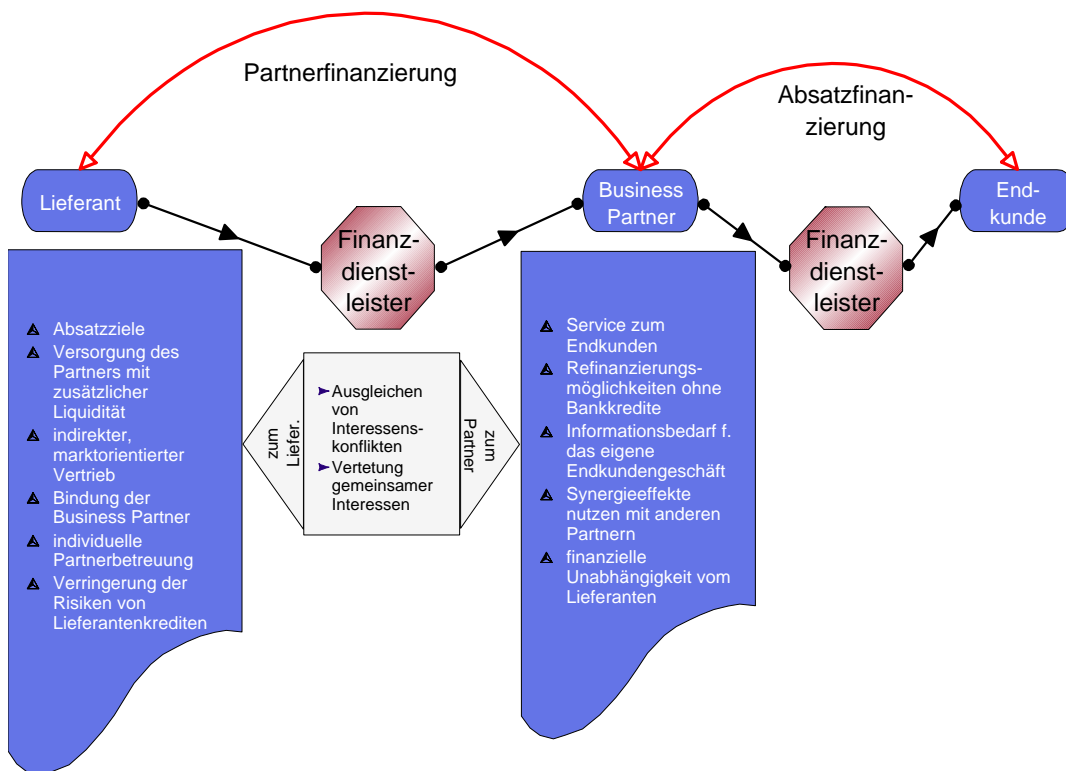 Partnerfinanzierung
Absatzfinan-
zierung
Lieferant
Business
Partner
End-
kunde
Finanz-
dienst-
leister
Finanz-
dienst-
leister
Absatzziele
Versorgung des
Partners mit
zusätzlicher
Liquidität
indirekter,
marktorientierter
Vertrieb
Bindung der
Business Partner
individuelle
Partnerbetreuung
Verringerung der
Risiken von
Lieferantenkrediten
zum
Liefer.
Ausgleichen
von
Interessens-
konflikten
Vertetung
gemeinsamer
Interessen
zum
Partner
Service zum
Endkunden
Refinanzierungs-
möglichkeiten ohne
Bankkredite
Informationsbedarf f.
das eigene
Endkundengeschäft
Synergieeffekte
nutzen mit anderen
Partnern
finanzielle
Unabhängigkeit vom
Lieferanten